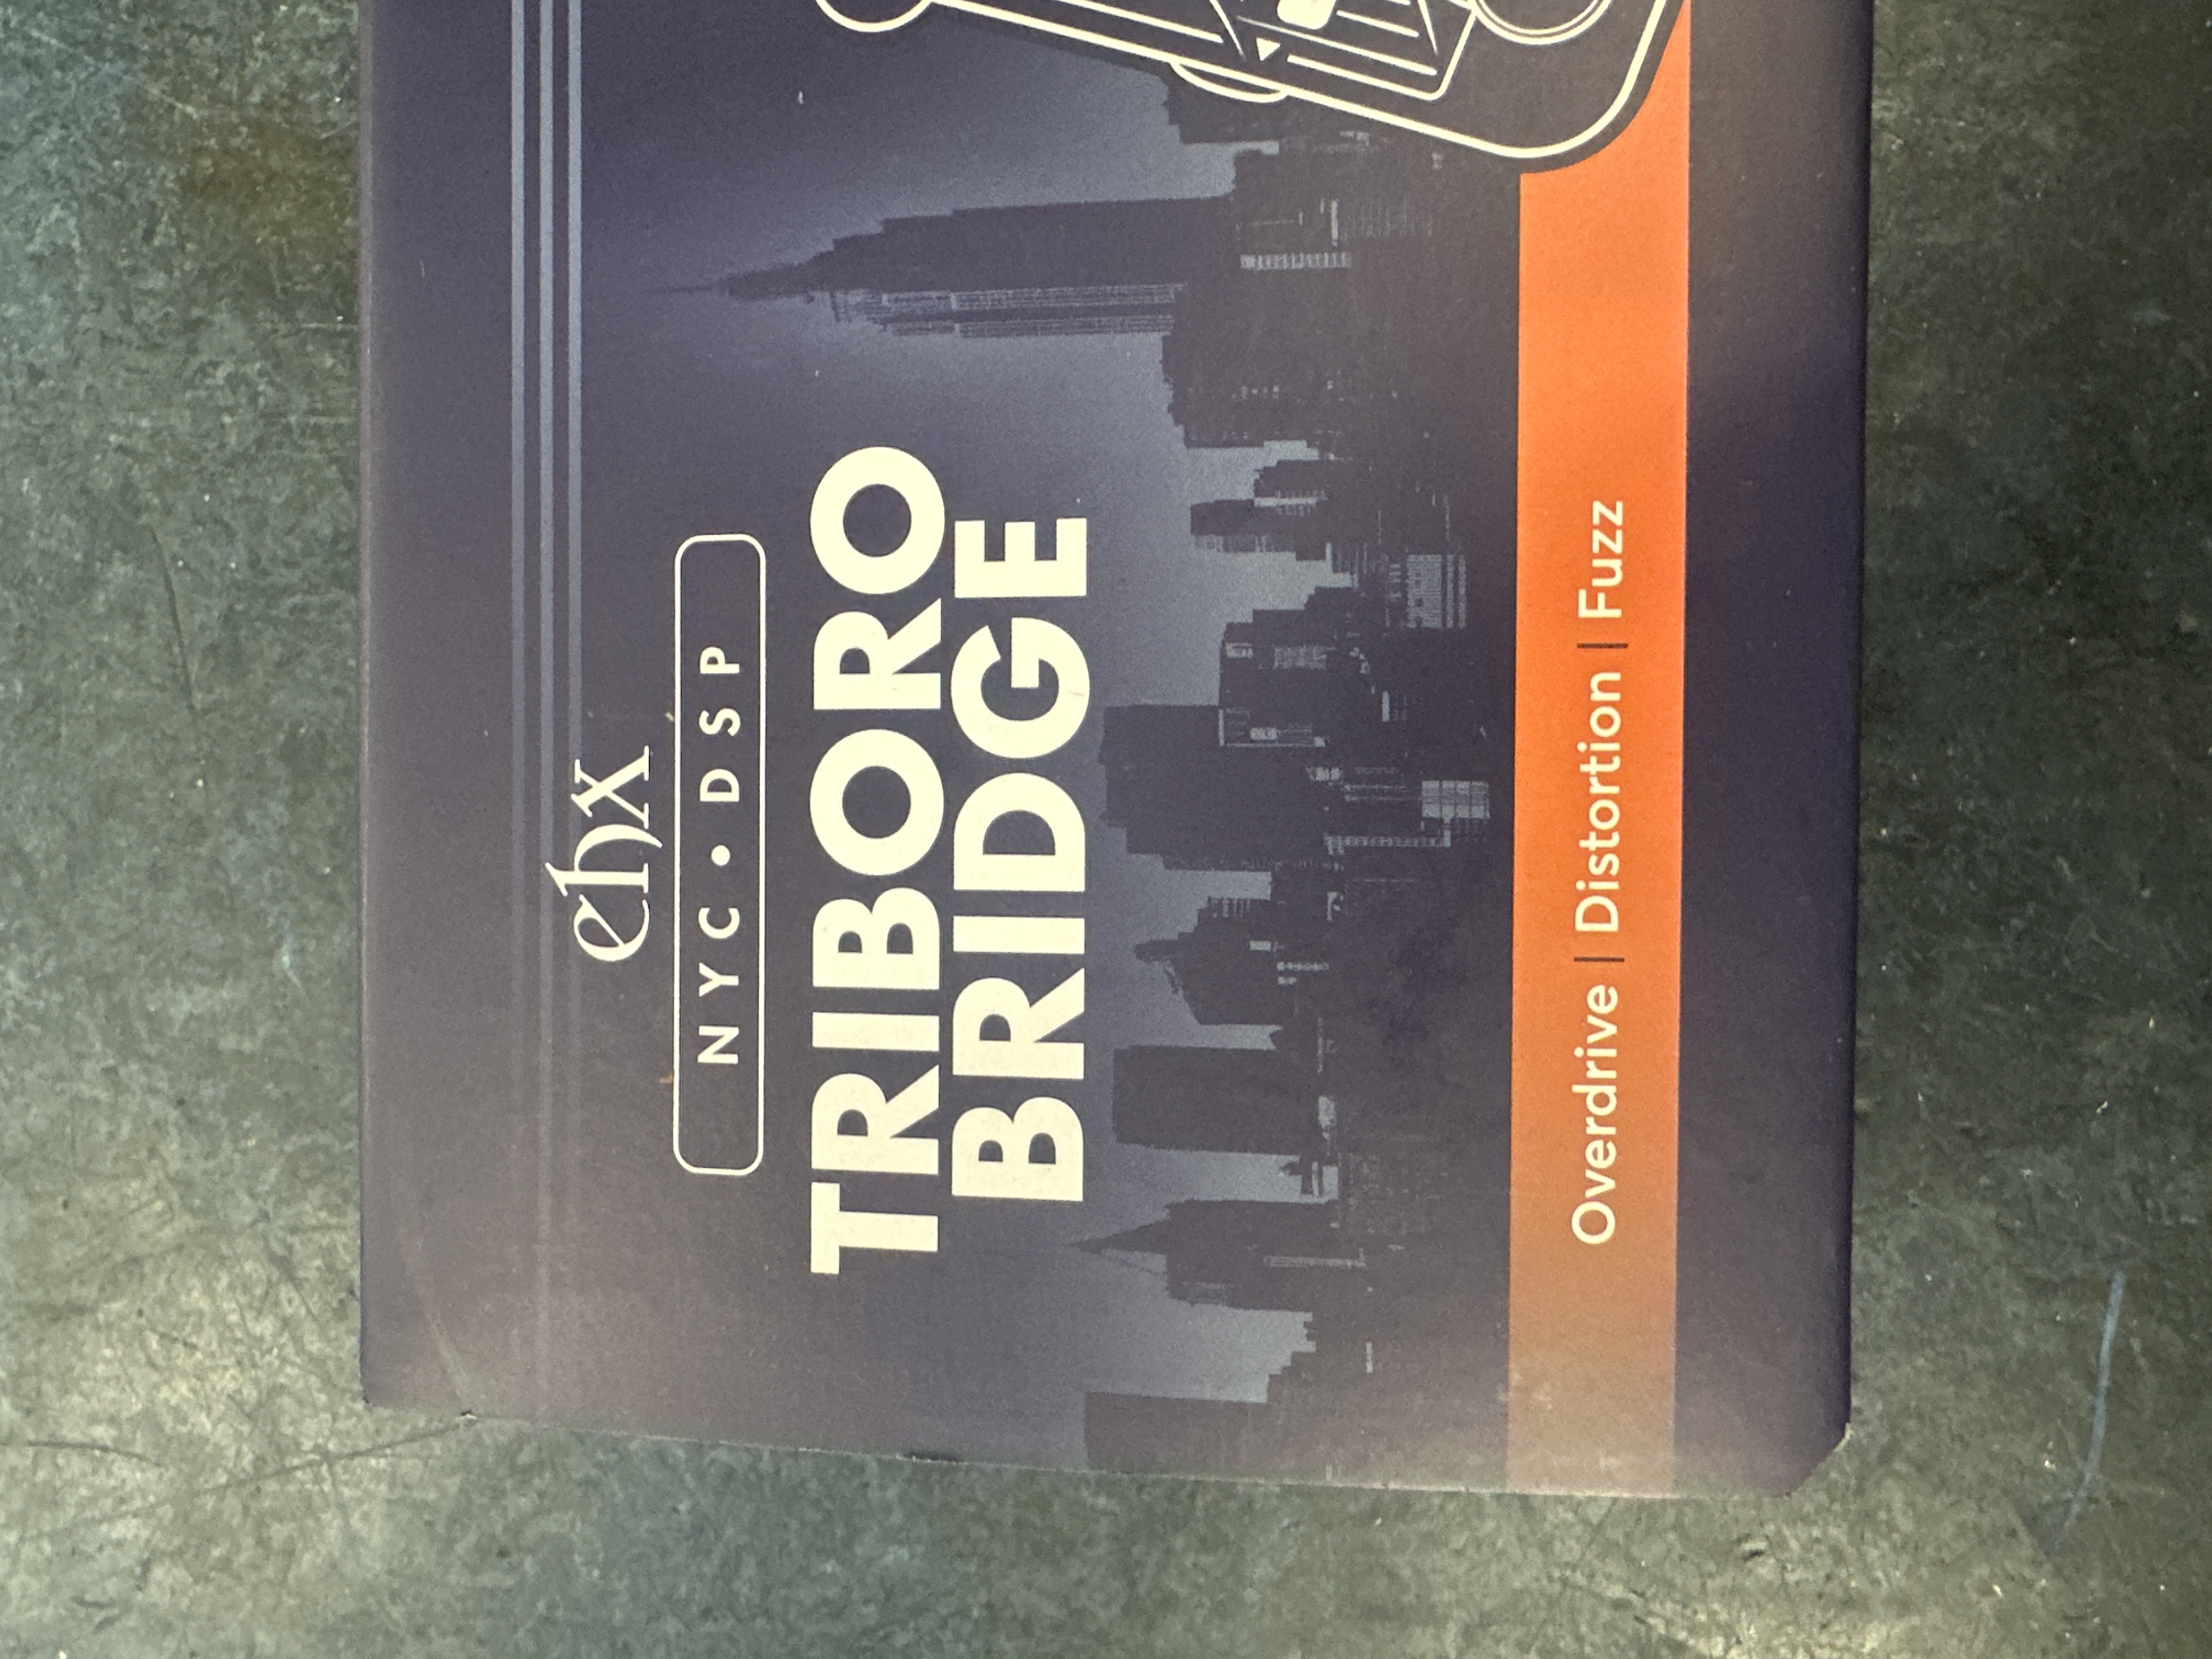 ehx
NYC•DSP
TRIBORO
BRIDGE
Overdrive | Distortion | Fuzz